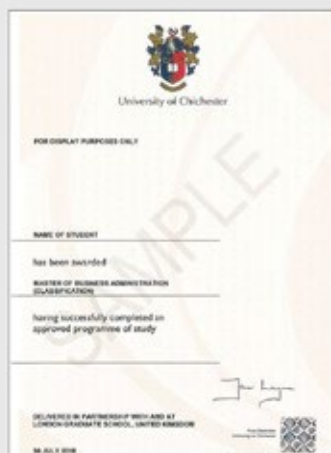 University of Chichester
FOR DISPLAY PURPOSES ONLY
SAMPLE
NAME OF STUDENT
has been awarded
MASTER OF BUSINESS ADMINISTRATION
(CLASSIFICATION)
having successfully completed an
approved programme of study
DELIVERED IN PARTNERSHIP WITH AND AT
LONDON GRADUATE SCHOOL, UNITED KINGDOM